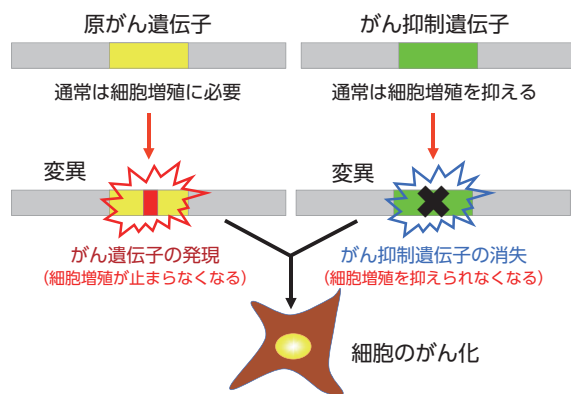 原がん遺伝子
がん抑制遺伝子
通常は細胞増殖に必要
通常は細胞増殖を抑える
変異
変異
がん遺伝子の発現
（細胞増殖が止まらなくなる）
がん抑制遺伝子の消失
（細胞増殖を抑えられなくなる）
細胞のがん化